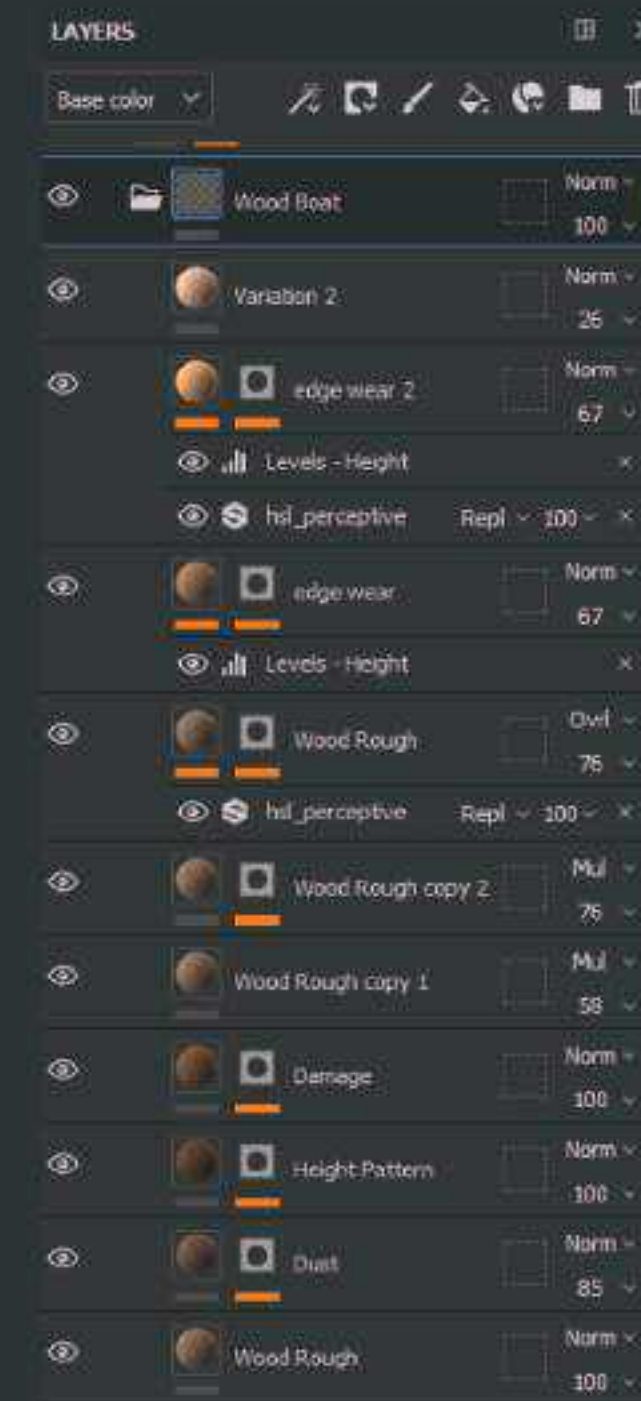 LAYERS
Base color
Norm
Wood Boat
100
Norm
Variation 2
26
Norm
edge wear 2
67
Levels - Height
hsl_perceptive Repl 100
Norm
edge wear
67
Levels - Height
Ovrl
Wood Rough
76
hsl_perceptive Repl 100
Mul
Wood Rough copy 2
76
Mul
Wood Rough copy 1
58
Norm
Damage
100
Norm
Height Pattern
100
Norm
Dust
85
Norm
Wood Rough
100